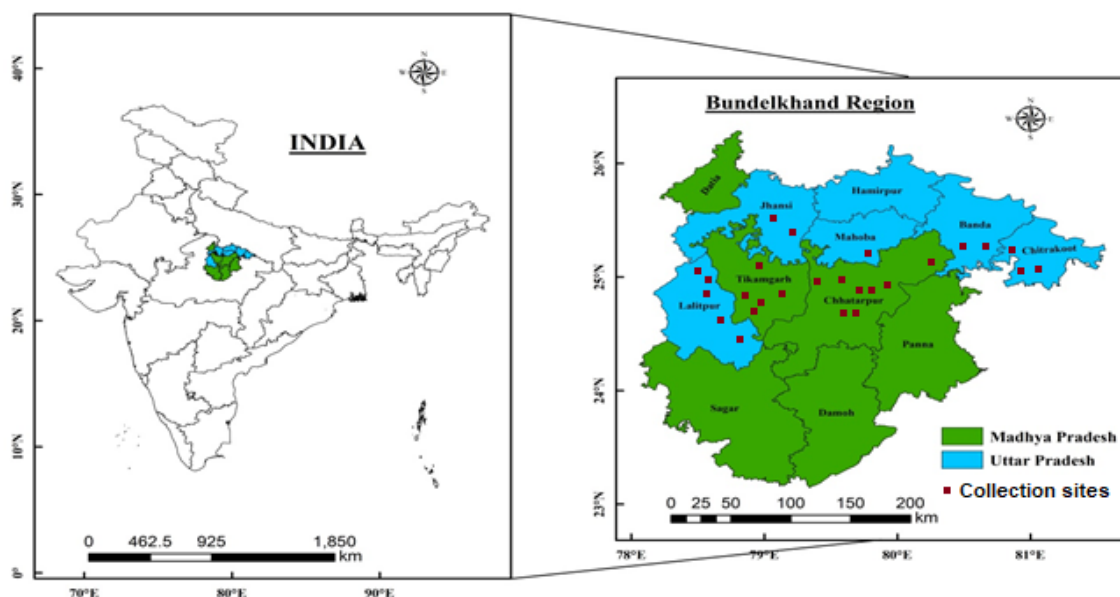 40°N
30°N
20°N
10°N
0°
N
W E
S
INDIA
0 462.5 925 1,850
km
70°E 80°E 90°E
Bundelkhand Region
N
W E
S
26°N
25°N
24°N
23°N
Datia
Jhansi
Hamirpur
Mahoba
Banda
Chitrakoot
Tikamgarh
Lalitpur
Chhatarpur
Panna
Sagar
Damoh
Madhya Pradesh
Uttar Pradesh
Collection sites
0 25 50 100 150 200
km
78°E 79°E 80°E 81°E